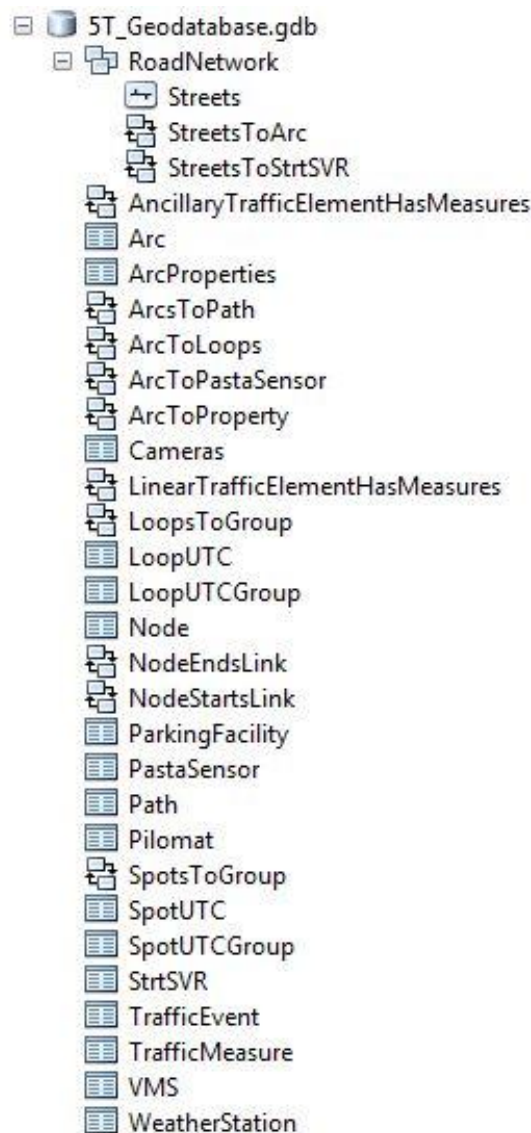 5T_Geodatabase.gdb
RoadNetwork
Streets
StreetsToArc
StreetsToStrtSVR
AncillaryTrafficElementHasMeasures
Arc
ArcProperties
ArcsToPath
ArcToLoops
ArcToPastaSensor
ArcToProperty
Cameras
LinearTrafficElementHasMeasures
LoopsToGroup
LoopUTC
LoopUTCGroup
Node
NodeEndsLink
NodeStartsLink
ParkingFacility
PastaSensor
Path
Pilomat
SpotsToGroup
SpotUTC
SpotUTCGroup
StrtSVR
TrafficEvent
TrafficMeasure
VMS
WeatherStation